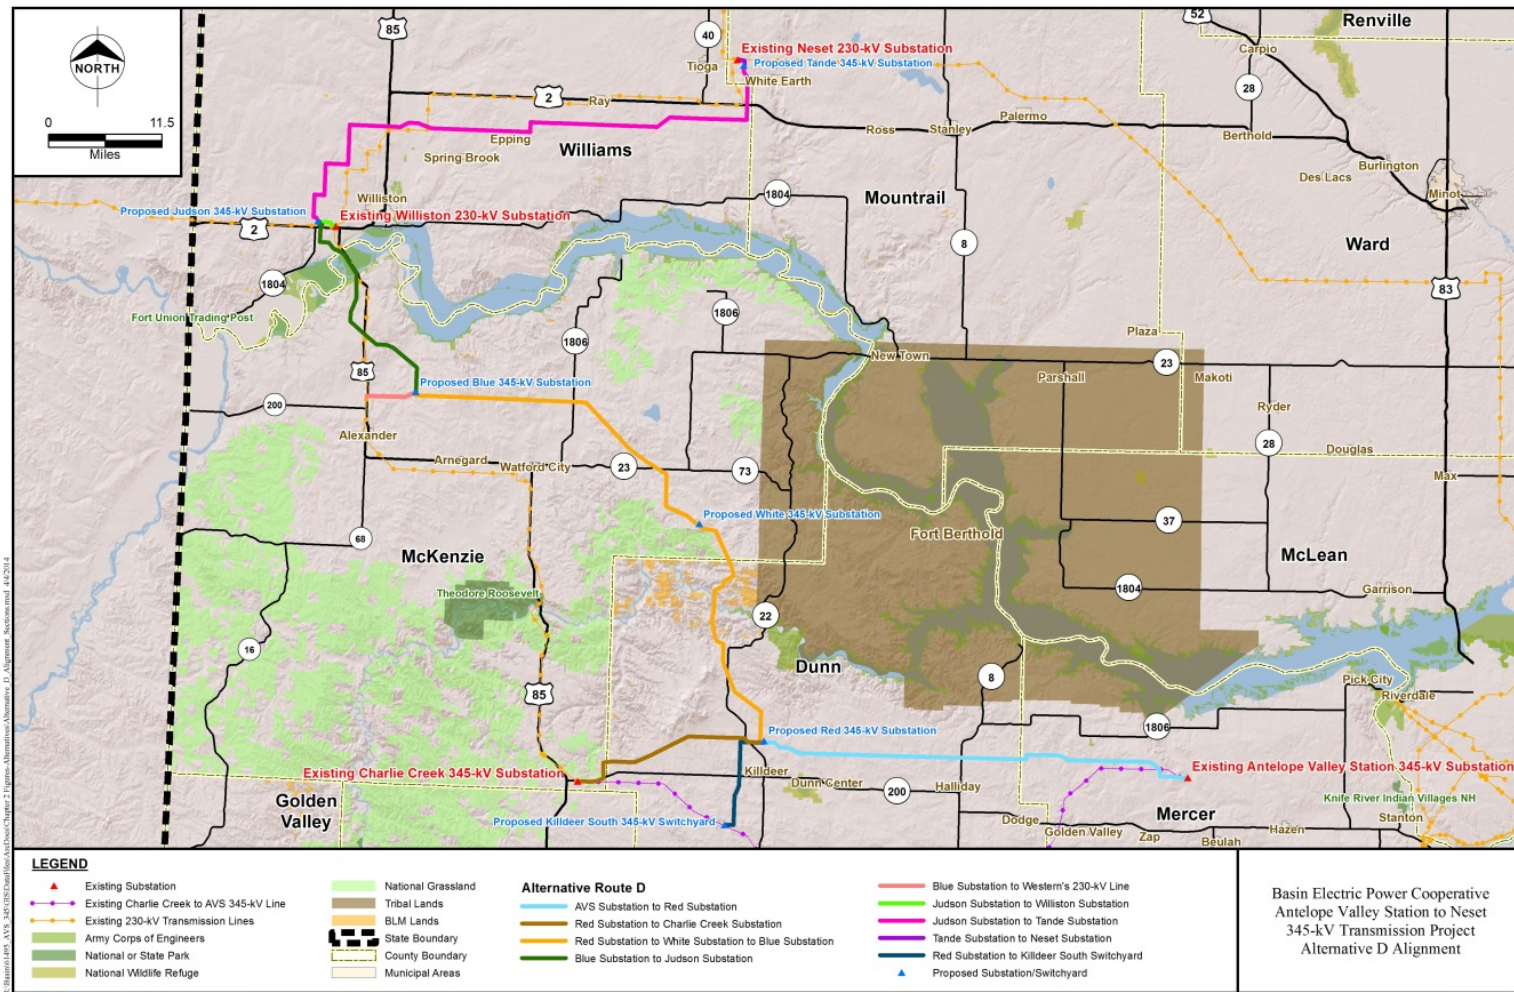 NORTH
0
11.5
Miles
85
40
52
Renville
Existing Neset 230-kV Substation
Carpio
Tioga
Proposed Tande 345-kV Substation
White Earth
2
Ray
28
Palermo
Ross
Stanley
Berthold
Epping
Williams
Spring Brook
Burlington
Des Lacs
Williston
1804
Mountrail
Minot
Proposed Judson 345-kV Substation
Existing Williston 230-kV Substation
2
8
Ward
1804
83
Fort Union Trading Post
1806
1806
Plaza
New Town
85
23
Parshall
Makoti
Proposed Blue 345-kV Substation
200
Ryder
Alexander
28
Douglas
Arnegard
Watford City
23
73
Max
Proposed White 345-kV Substation
37
Fort Berthold
68
McKenzie
McLean
Theodore Roosevelt
1804
Garrison
22
16
Dunn
8
85
Pick City
Riverdale
1806
Proposed Red 345-kV Substation
Existing Charlie Creek 345-kV Substation
Killdeer
Existing Antelope Valley Station 345-kV Substation
Dunn Center
200
Halliday
Golden
Valley
Knife River Indian Villages NH
Mercer
Stanton
Proposed Killdeer South 345-kV Switchyard
Dodge
Golden Valley
Zap
Hazen
Beulah
LEGEND
Existing Substation
Existing Charlie Creek to AVS 345-kV Line
Existing 230-kV Transmission Lines
Army Corps of Engineers
National or State Park
National Wildlife Refuge
National Grassland
Tribal Lands
BLM Lands
State Boundary
County Boundary
Municipal Areas
Alternative Route D
AVS Substation to Red Substation
Red Substation to Charlie Creek Substation
Red Substation to White Substation to Blue Substation
Blue Substation to Judson Substation
Blue Substation to Western's 230-kV Line
Judson Substation to Williston Substation
Judson Substation to Tande Substation
Tande Substation to Neset Substation
Red Substation to Killdeer South Switchyard
Proposed Substation/Switchyard
Basin Electric Power Cooperative
Antelope Valley Station to Neset
345-kV Transmission Project
Alternative D Alignment